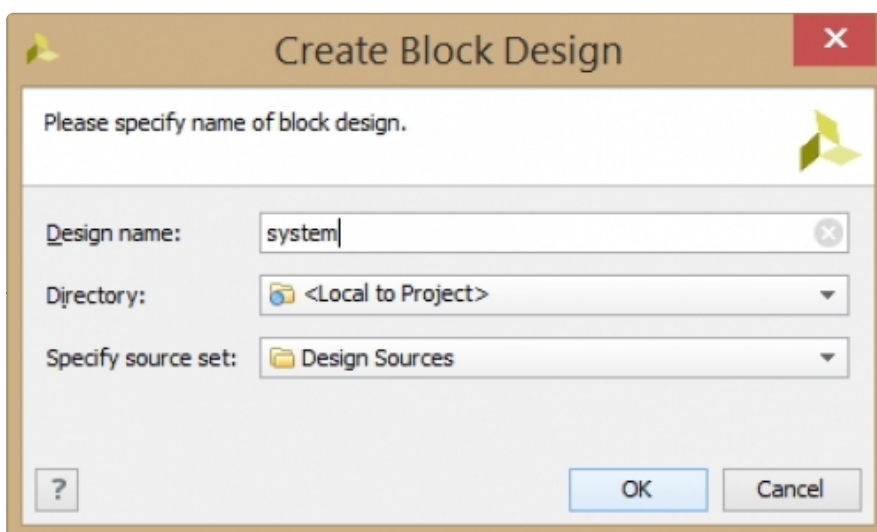 Create Block Design
Please specify name of block design.
Design name: system
Directory: <Local to Project>
Specify source set: Design Sources
? OK Cancel